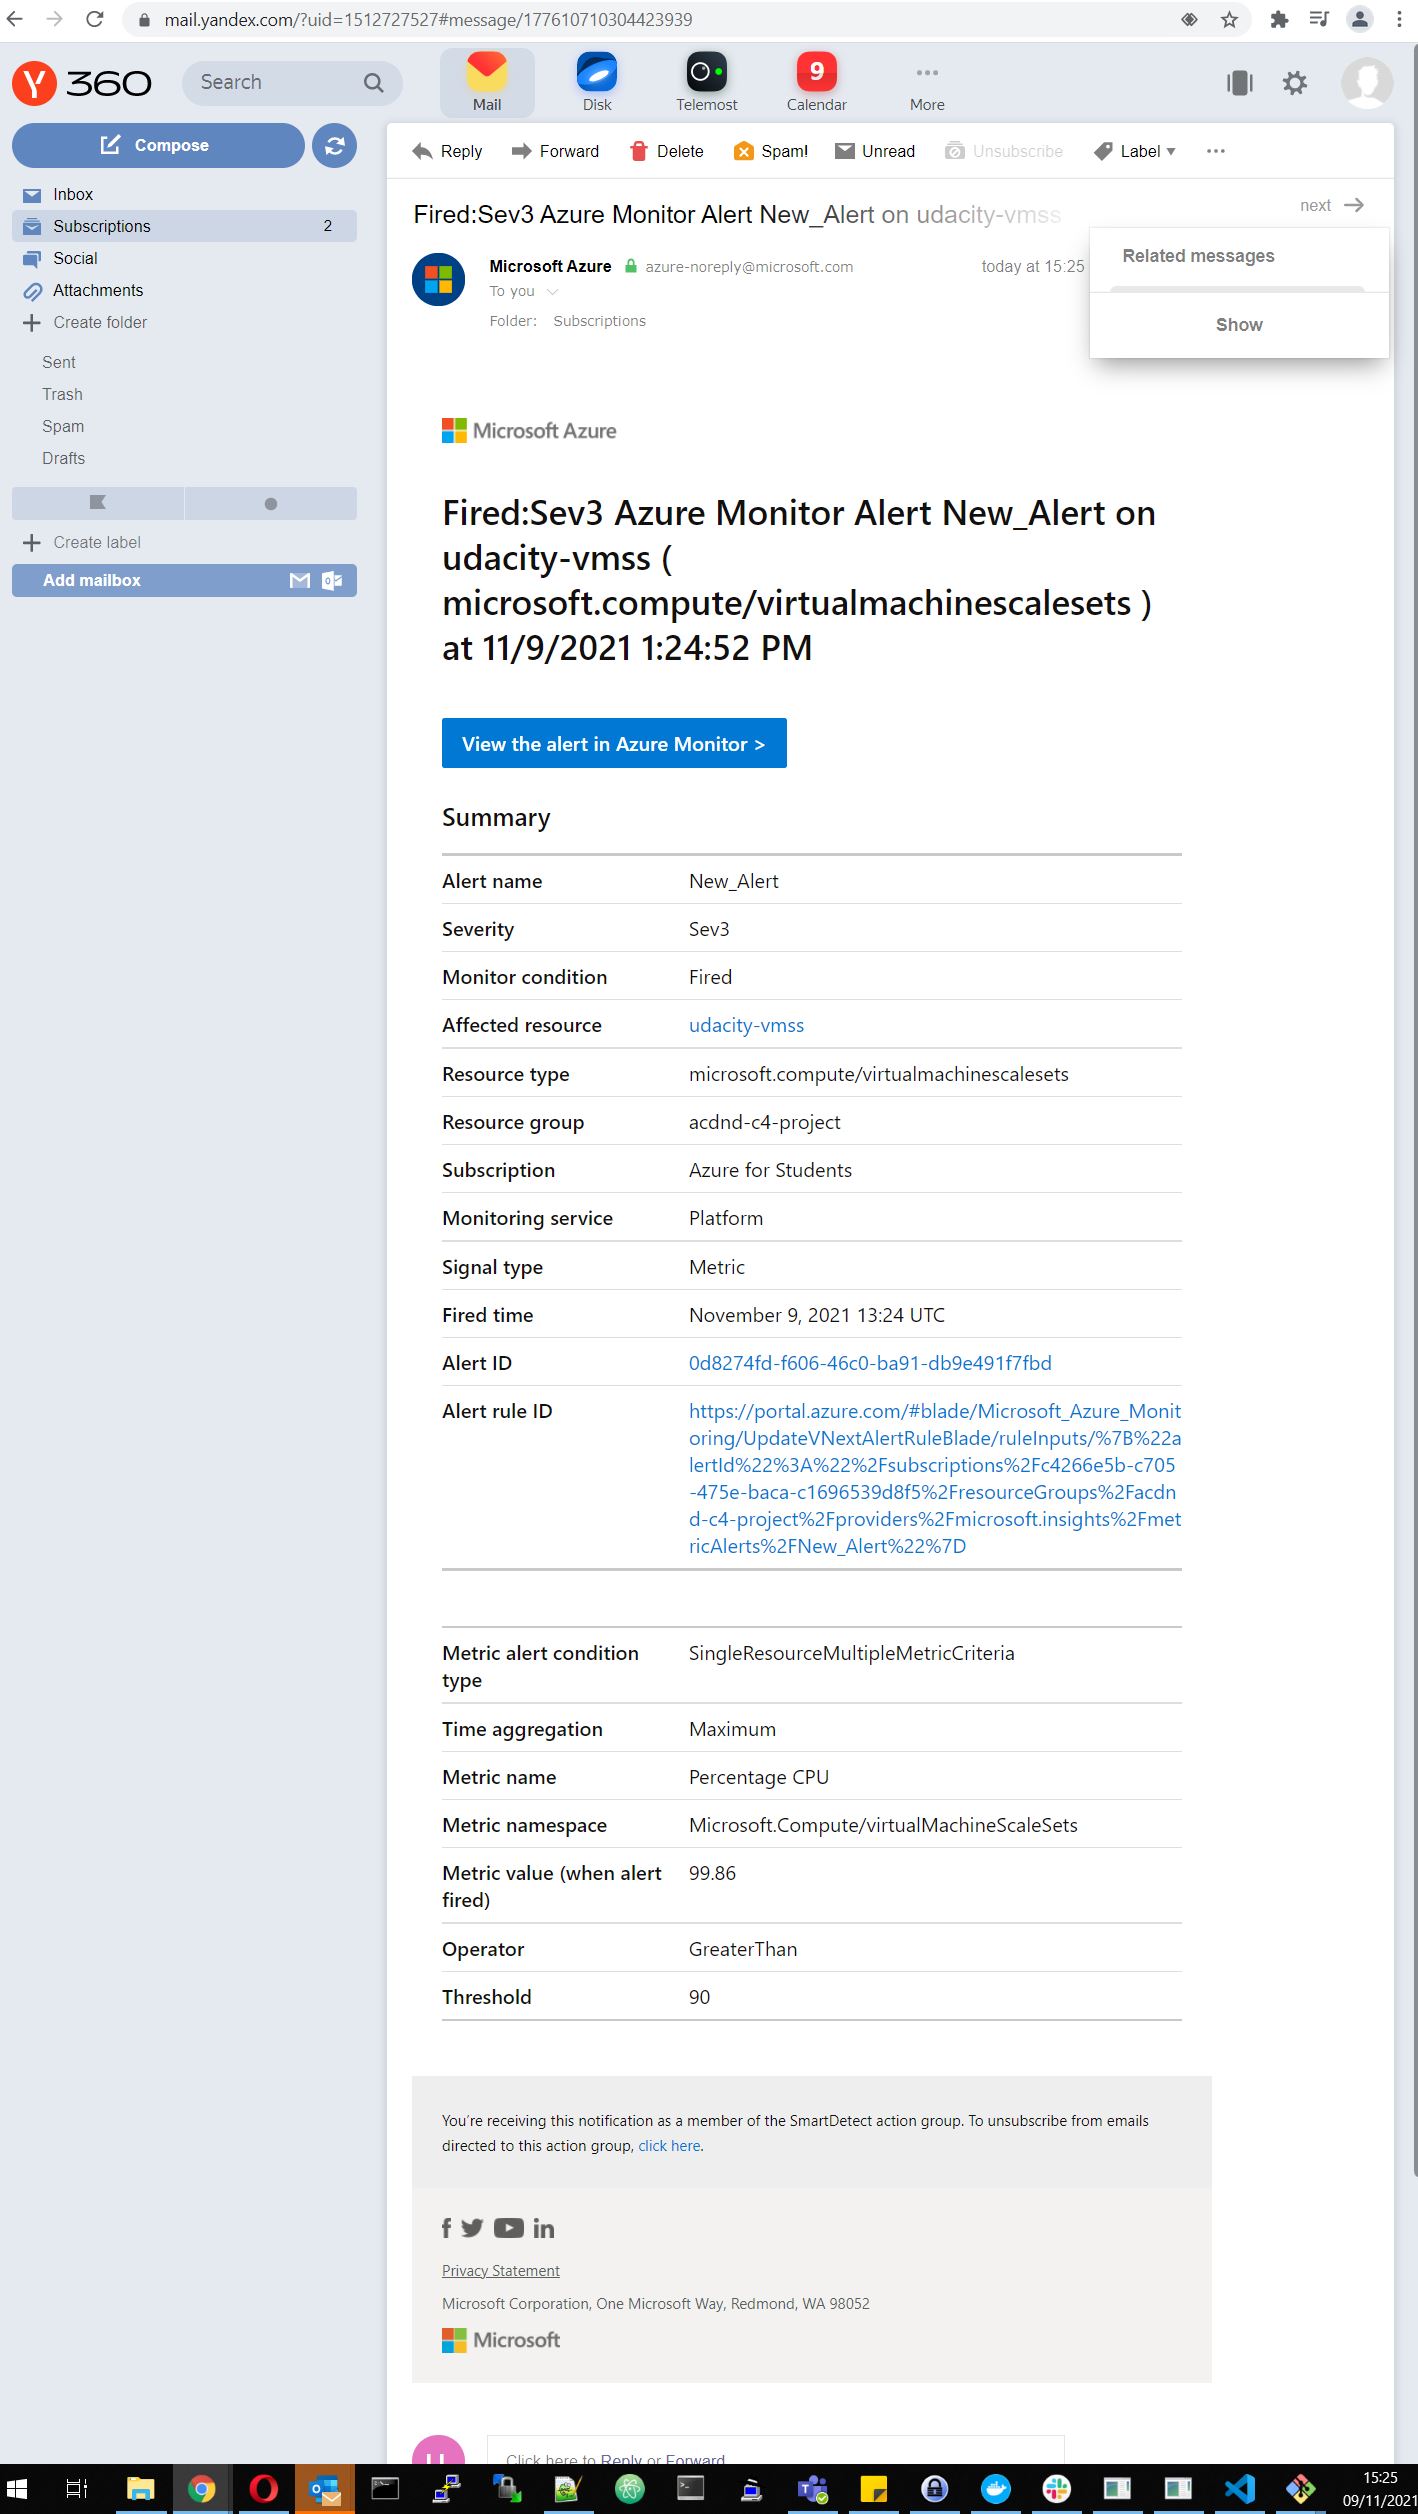 mail.yandex.com/?uid=1512727527#message/177610710304423939
Y 360
Search
Mail
Disk
Telemost
9
Calendar
More
Compose
Reply
Forward
Delete
Spam!
Unread
Unsubscribe
Label
Inbox
Subscriptions 2
Social
Attachments
Create folder
Sent
Trash
Spam
Drafts
Create label
Add mailbox
Fired:Sev3 Azure Monitor Alert New_Alert on udacity-vmss
next
Related messages
Show
Microsoft Azure azure-noreply@microsoft.com today at 15:25
To you
Folder: Subscriptions
Microsoft Azure
Fired:Sev3 Azure Monitor Alert New_Alert on
udacity-vmss (
microsoft.compute/virtualmachinescalesets )
at 11/9/2021 1:24:52 PM
View the alert in Azure Monitor >
Summary
Alert name New_Alert
Severity Sev3
Monitor condition Fired
Affected resource udacity-vmss
Resource type microsoft.compute/virtualmachinescalesets
Resource group acdnd-c4-project
Subscription Azure for Students
Monitoring service Platform
Signal type Metric
Fired time November 9, 2021 13:24 UTC
Alert ID 0d8274fd-f606-46c0-ba91-db9e491f7fbd
Alert rule ID https://portal.azure.com/#blade/Microsoft_Azure_Monit
oring/UpdateVNextAlertRuleBlade/ruleInputs/%7B%22a
lertId%22%3A%22%2Fsubscriptions%2Fc4266e5b-c705
-475e-baca-c1696539d8f5%2FresourceGroups%2Facdn
d-c4-project%2Fproviders%2Fmicrosoft.insights%2Fmet
ricAlerts%2FNew_Alert%22%7D
Metric alert condition SingleResourceMultipleMetricCriteria
type
Time aggregation Maximum
Metric name Percentage CPU
Metric namespace Microsoft.Compute/virtualMachineScaleSets
Metric value (when alert 99.86
fired)
Operator GreaterThan
Threshold 90
You're receiving this notification as a member of the SmartDetect action group. To unsubscribe from emails
directed to this action group, click here.
Privacy Statement
Microsoft Corporation, One Microsoft Way, Redmond, WA 98052
Microsoft
Click here to Reply or Forward
15:25
09/11/2021